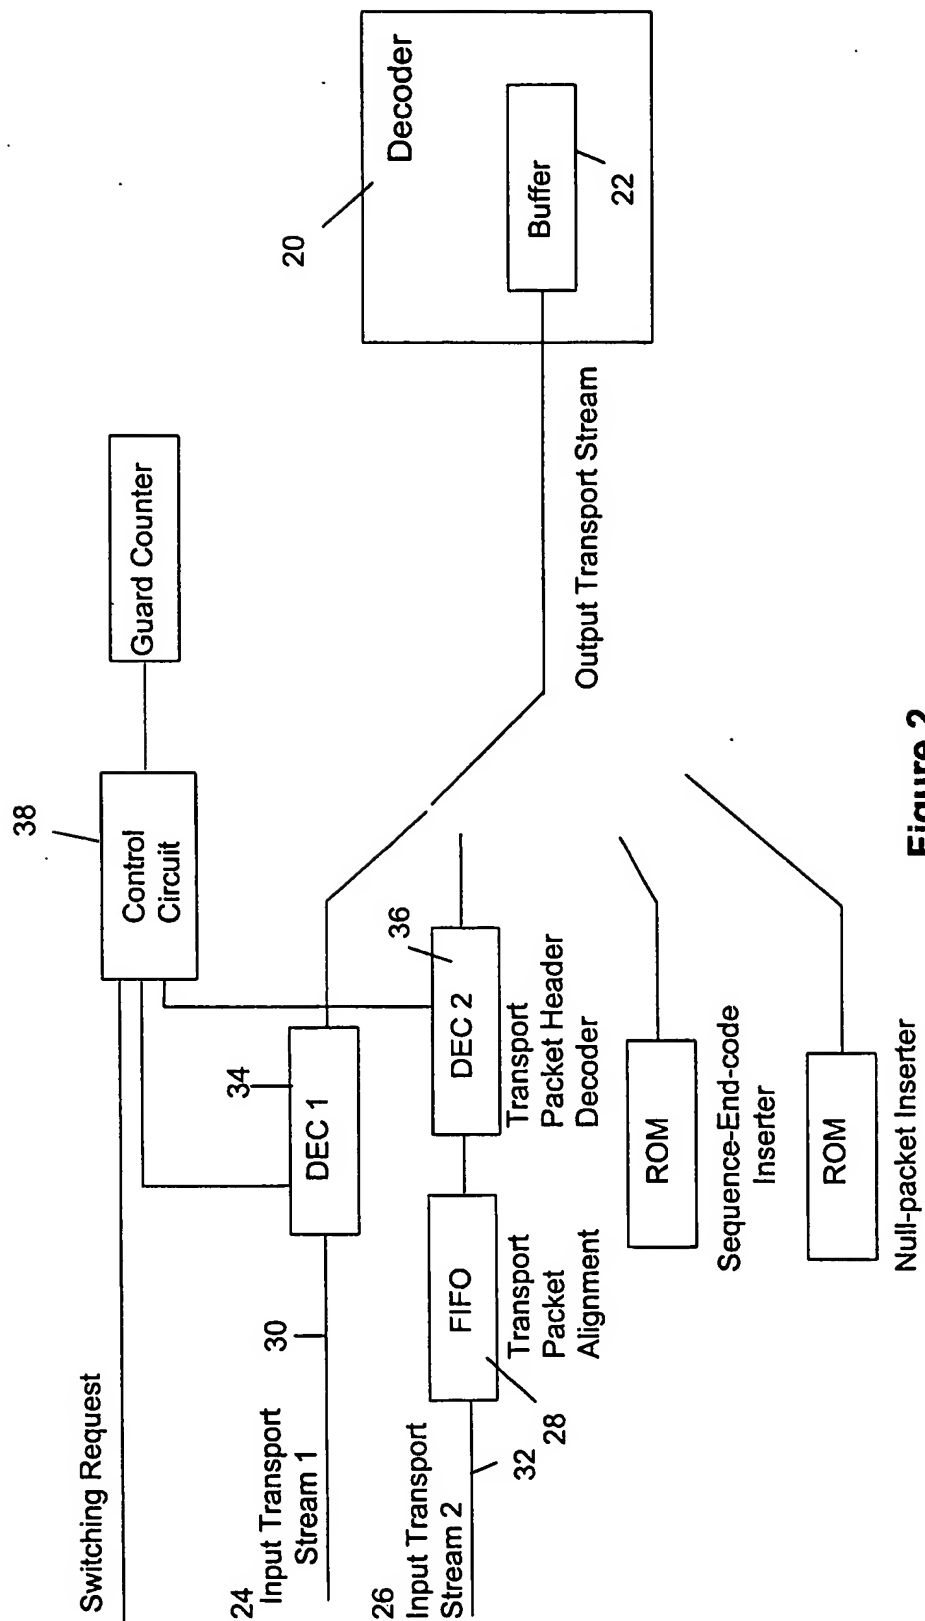 Switching Request
38
Control
Circuit
Guard Counter
24
Input Transport
Stream 1
30
34
DEC 1
26
Input Transport
Stream 2
32
28
FIFO
Transport
Packet
Alignment
36
DEC 2
Transport
Packet Header
Decoder
ROM
Sequence-End-code
Inserter
ROM
Null-packet Inserter
Output Transport Stream
20
Decoder
Buffer
22
Figure 2